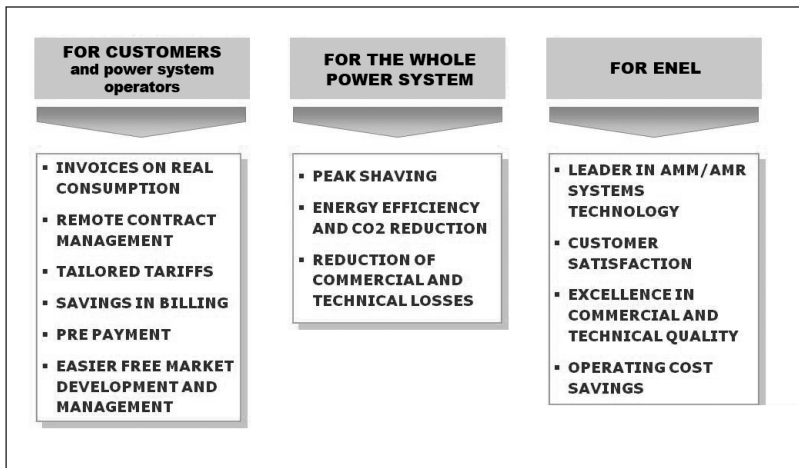 FOR CUSTOMERS
and power system
operators
▪ INVOICES ON REAL
CONSUMPTION
▪ REMOTE CONTRACT
MANAGEMENT
▪ TAILORED TARIFFS
▪ SAVINGS IN BILLING
▪ PRE PAYMENT
▪ EASIER FREE MARKET
DEVELOPMENT AND
MANAGEMENT
FOR THE WHOLE
POWER SYSTEM
▪ PEAK SHAVING
▪ ENERGY EFFICIENCY
AND CO2 REDUCTION
▪ REDUCTION OF
COMMERCIAL AND
TECHNICAL LOSSES
FOR ENEL
▪ LEADER IN AMM/AMR
SYSTEMS
TECHNOLOGY
▪ CUSTOMER
SATISFACTION
▪ EXCELLENCE IN
COMMERCIAL AND
TECHNICAL QUALITY
▪ OPERATING COST
SAVINGS